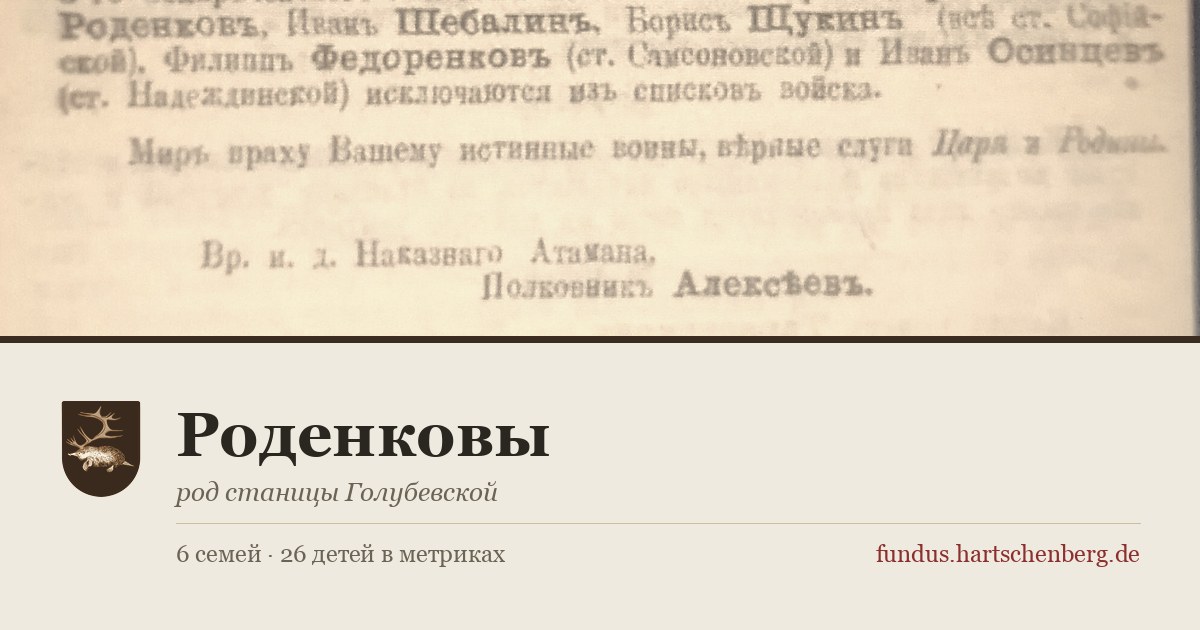 Роденковъ, Иванъ Шебалинъ, Борисъ Щукинъ (всѣ ст. Софій-
ской), Филиппъ Федоренковъ (ст. Самсоновской) и Иванъ Осинцевъ
(ст. Надеждинской) исключаются изъ списковъ войска.
Миръ праху Вашему истинные воины, вѣрные слуги Царя и Родины.
Вр. и. д. Наказнаго Атамана,
Полковникъ Алексѣевъ.
Роденковы
род станицы Голубевской
6 семей · 26 детей в метриках
fundus.hartschenberg.de